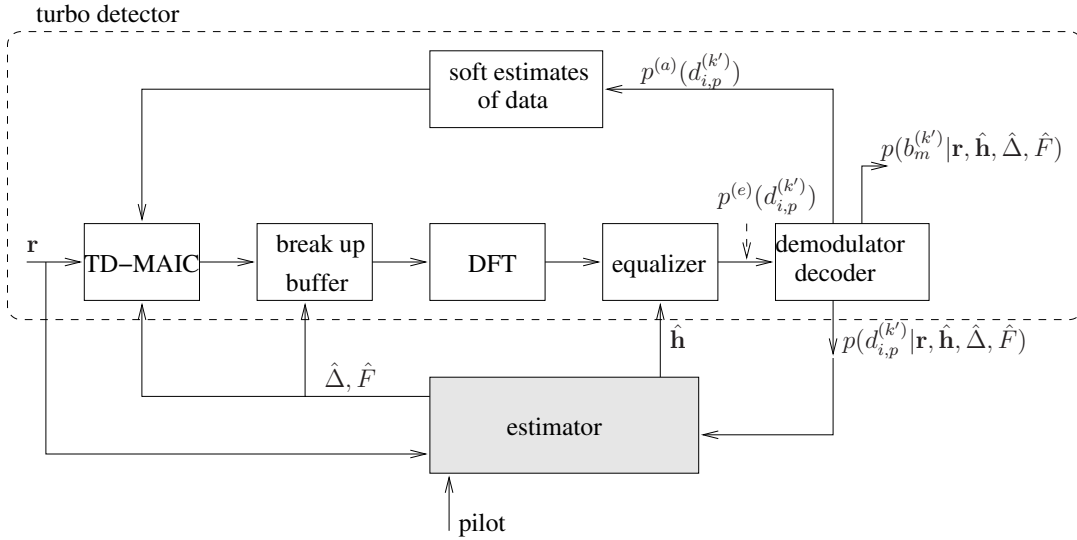 turbo detector
soft estimates
of data
p^{(a)}(d_{i,p}^{(k')})
p(b_m^{(k')}|r, ĥ, Δ̂, F̂)
p^{(e)}(d_{i,p}^{(k')})
r
TD−MAIC
break up
buffer
DFT
equalizer
demodulator
decoder
ĥ
p(d_{i,p}^{(k')}|r, ĥ, Δ̂, F̂)
Δ̂, F̂
estimator
pilot